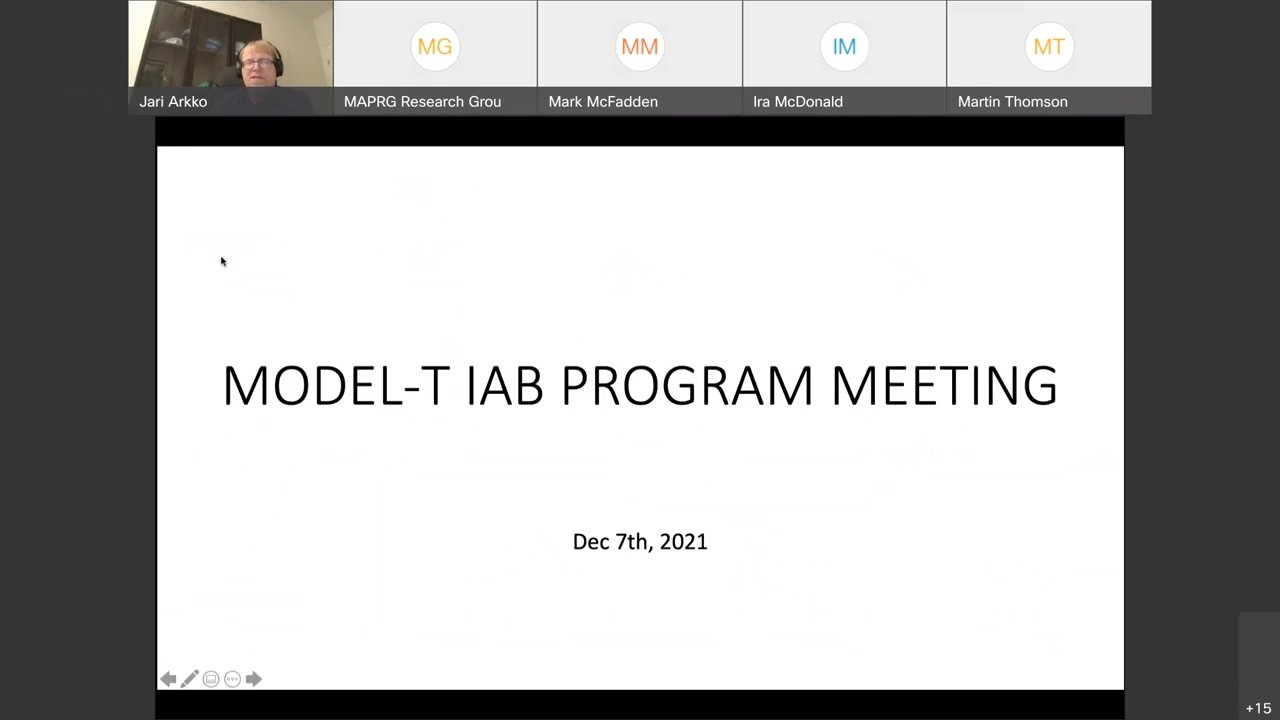 MG
MM
IM
MT
Jari Arkko
MAPRG Research Grou
Mark McFadden
Ira McDonald
Martin Thomson
MODEL-T IAB PROGRAM MEETING
Dec 7th, 2021
+15